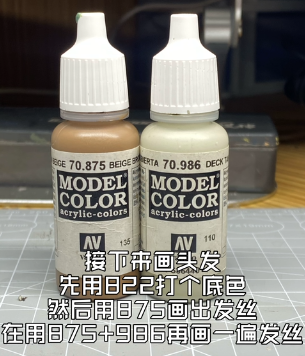 BEIGE 70.875 BEIGE BR
MODEL
COLOR
acrylic-colors
AV
135
BIERTA 70.986 DECK TA
MODEL
COLOR
acrylic-colors
AV
110
接下来画头发
先用822打个底色
然后用875画出发丝
在用875+986再画一遍发丝